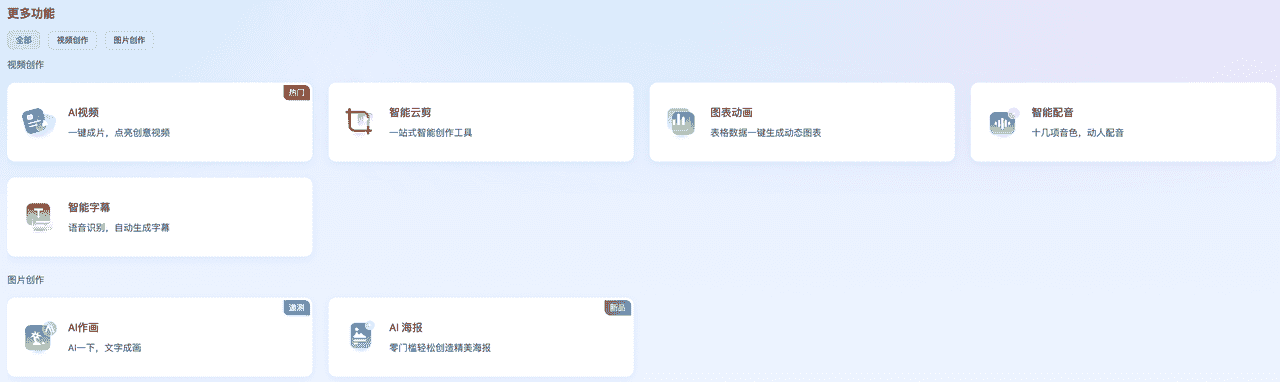 更多功能
全部 视频创作 图片创作
视频创作
热门
AI视频
一键成片，点亮创意视频
智能云剪
一站式智能创作工具
图表动画
表格数据一键生成动态图表
智能配音
十几项音色，动人配音
智能字幕
语音识别，自动生成字幕
图片创作
邀测
AI作画
AI一下，文字成画
新品
AI 海报
零门槛轻松创造精美海报